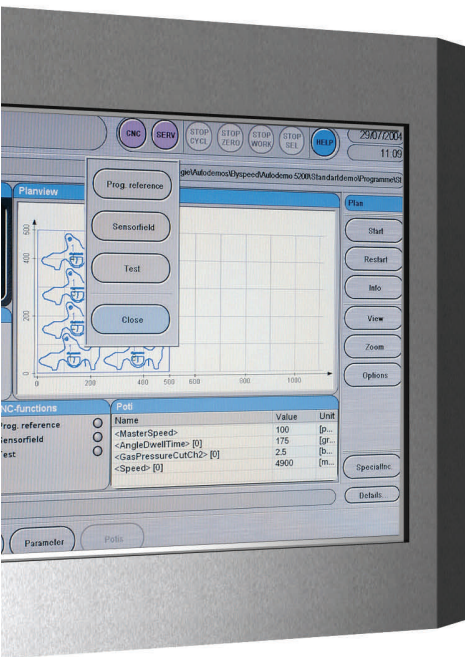 CNC SERV STOP CYCL STOP ZERO STOP WORK STOP SEL HELP 29/07/2004
11.09
gie\Autodemos\Byspeed\Autodemo 5200\Standardtdemo\Programme\St
Prog. reference
Sensorfield
Test
Close
Planview
500
400
200
0
0 200 400 500 600 800 1000
Plan
Start
Restart
Info
View
Zoom
Options
NC-functions
Prog. reference
Sensorfield
Test
Poti
Name Value Unit
<MasterSpeed> 100 [p...
<AngleDwellTime> [0] 175 [gr...
<GasPressureCutCh2> [0] 2.5 [b...
<Speed> [0] 4900 [m...
Details...
Parameter Potis